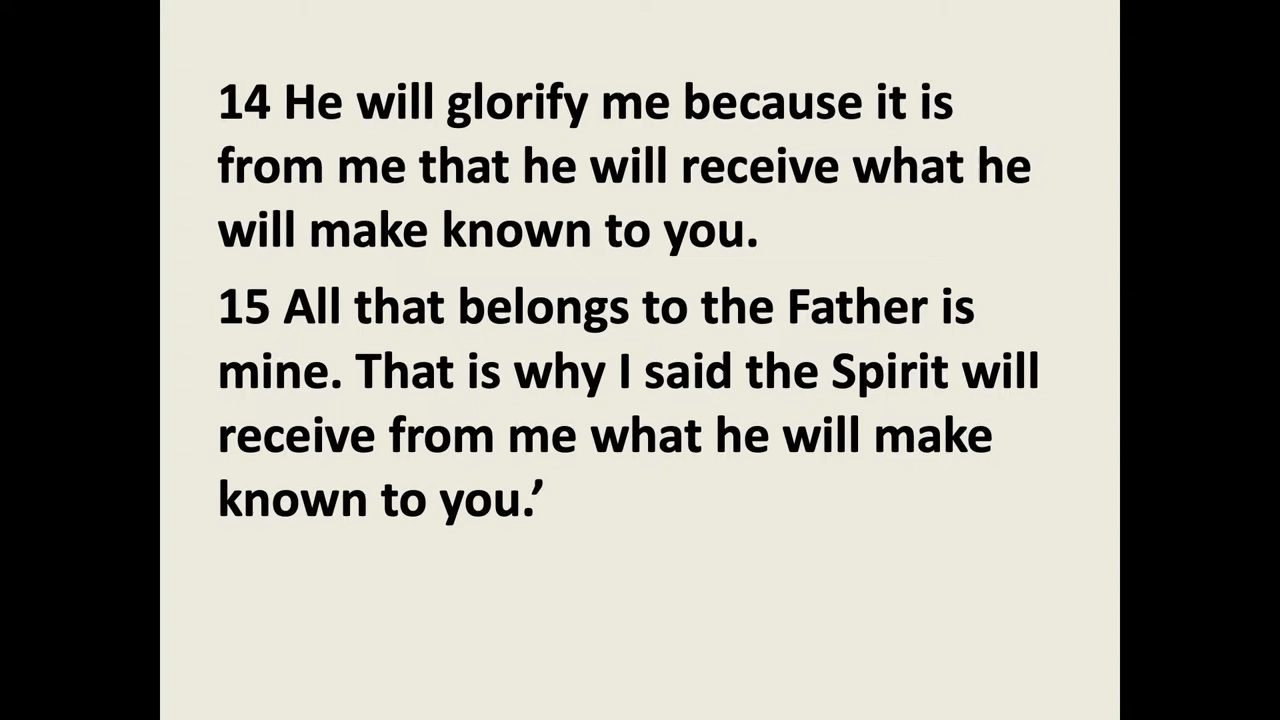 14 He will glorify me because it is
from me that he will receive what he
will make known to you.
15 All that belongs to the Father is
mine. That is why I said the Spirit will
receive from me what he will make
known to you.’